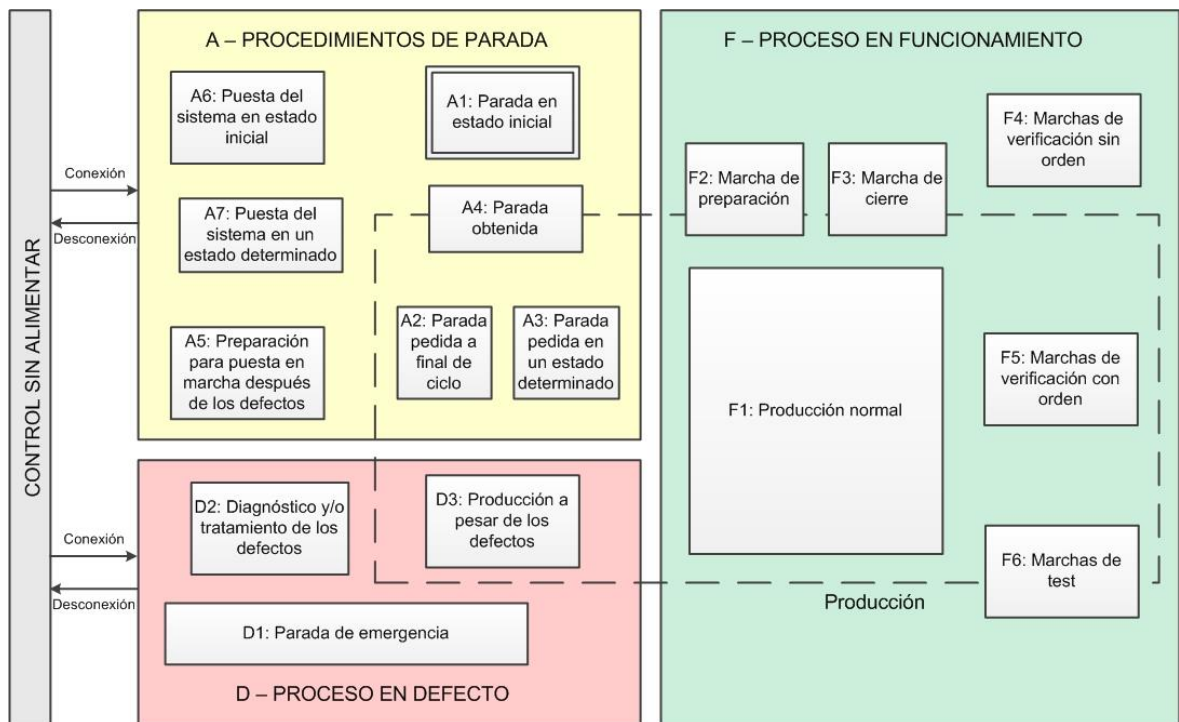 CONTROL SIN ALIMENTAR
Conexión
Desconexión
Conexión
Desconexión
A – PROCEDIMIENTOS DE PARADA
A6: Puesta del
sistema en estado
inicial
A1: Parada en
estado inicial
A7: Puesta del
sistema en un
estado determinado
A4: Parada
obtenida
A5: Preparación
para puesta en
marcha después
de los defectos
A2: Parada
pedida a
final de
ciclo
A3: Parada
pedida en
un estado
determinado
D2: Diagnóstico y/o
tratamiento de los
defectos
D3: Producción a
pesar de los
defectos
D1: Parada de emergencia
D – PROCESO EN DEFECTO
F – PROCESO EN FUNCIONAMIENTO
F4: Marchas de
verificación sin
orden
F2: Marcha de
preparación
F3: Marcha de
cierre
F1: Producción normal
F5: Marchas de
verificación con
orden
F6: Marchas de
test
Producción